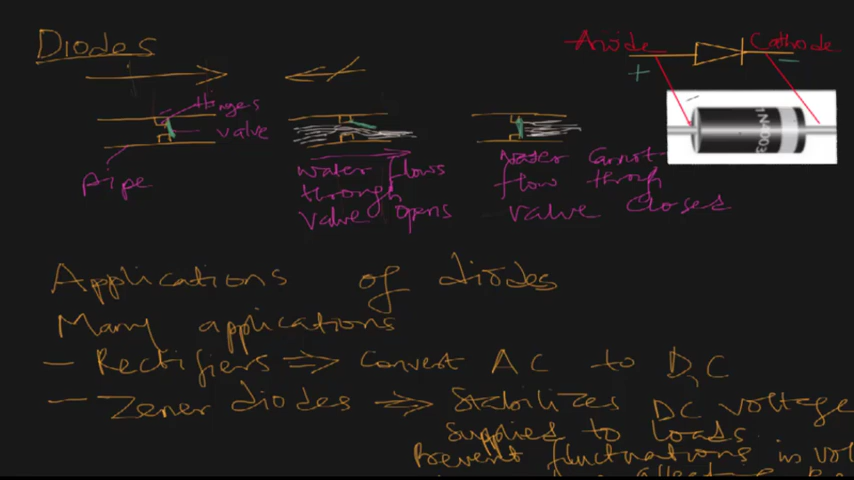 Diodes
Anode Cathode
+ -
Hinges
valve
pipe
water flows
through
valve opens
water cannot
flow through
valve closes
1N4003
Applications of diodes
Many applications
- Rectifiers ⇒ Convert AC to DC
- Zener diodes ⇒ Stabilizes DC voltage
supplied to loads.
Prevent fluctuations in vol